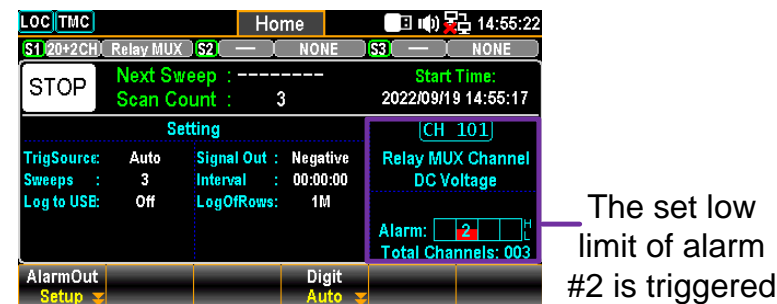 LOC TMC Home 14:55:22
S1 20+2CH Relay MUX S2 — NONE S3 — NONE
STOP
Next Sweep : --------
Scan Count : 3
Start Time:
2022/09/19 14:55:17
Setting
TrigSource: Auto Signal Out : Negative
Sweeps : 3 Interval : 00:00:00
Log to USB: Off LogOfRows: 1M
CH 101
Relay MUX Channel
DC Voltage
Alarm: 2 H L
Total Channels: 003
The set low
limit of alarm
#2 is triggered
AlarmOut Digit
Setup Auto